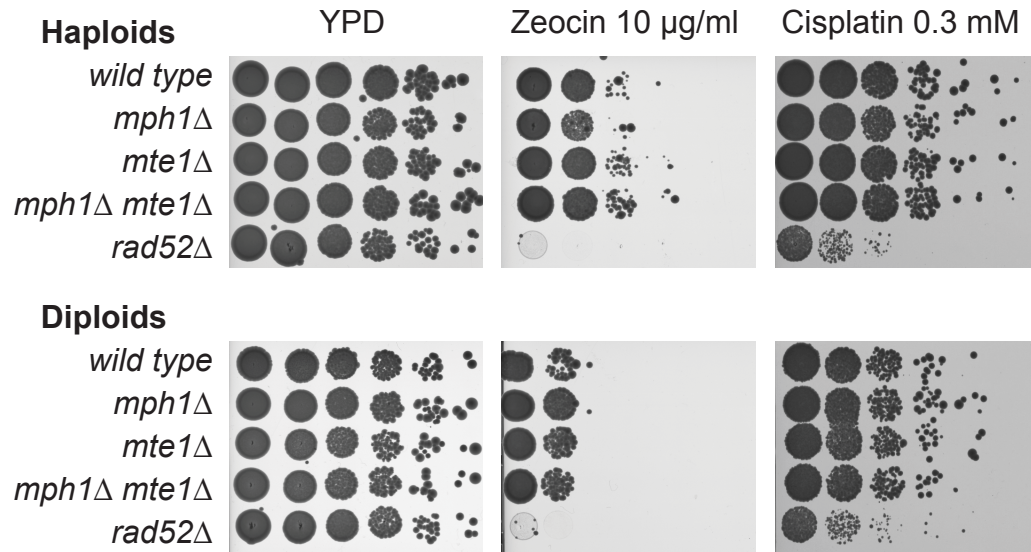 Haploids YPD Zeocin 10 µg/ml Cisplatin 0.3 mM
wild type
mph1Δ
mte1Δ
mph1Δ mte1Δ
rad52Δ
Diploids
wild type
mph1Δ
mte1Δ
mph1Δ mte1Δ
rad52Δ